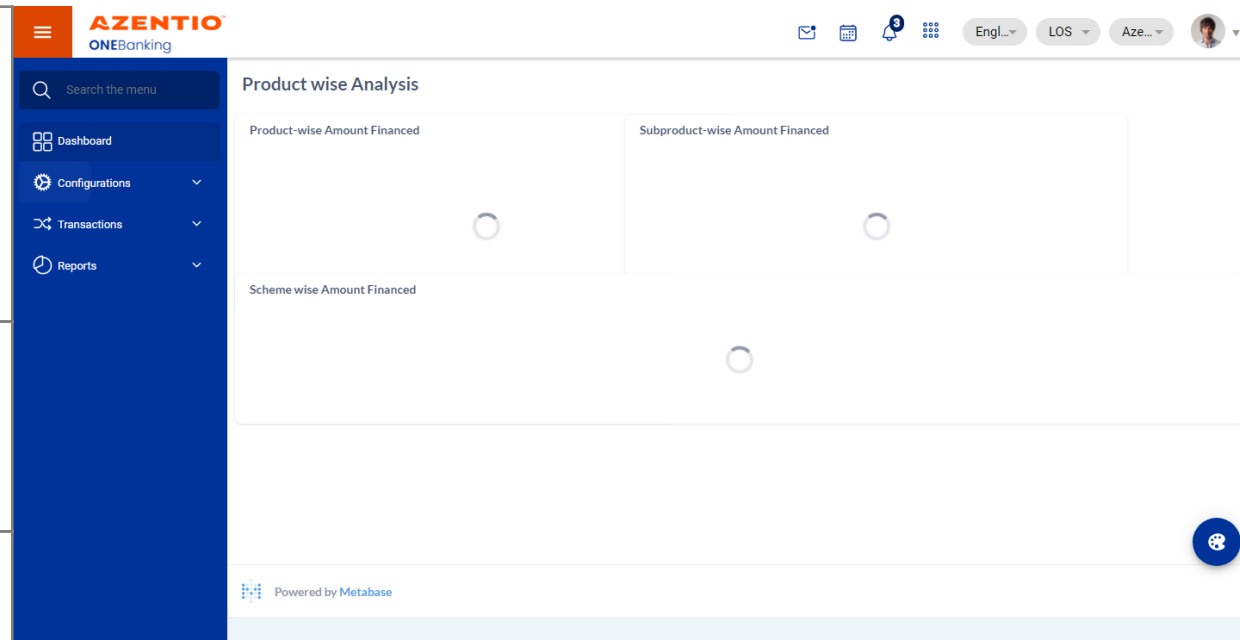 AZENTIO
ONEBanking
3
Engl...
LOS
Aze...
Search the menu
Dashboard
Configurations
Transactions
Reports
Product wise Analysis
Product-wise Amount Financed
Subproduct-wise Amount Financed
Scheme wise Amount Financed
Powered by Metabase